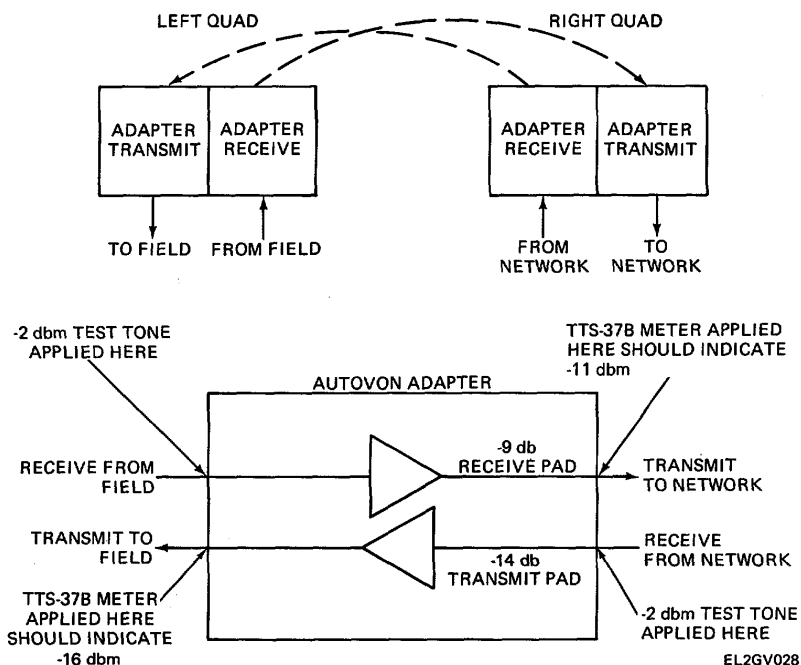 LEFT QUAD
RIGHT QUAD
ADAPTER
TRANSMIT
ADAPTER
RECEIVE
ADAPTER
RECEIVE
ADAPTER
TRANSMIT
TO FIELD
FROM FIELD
FROM
NETWORK
TO
NETWORK
-2 dbm TEST TONE
APPLIED HERE
TTS-37B METER APPLIED
HERE SHOULD INDICATE
-11 dbm
AUTOVON ADAPTER
RECEIVE FROM
FIELD
-9 db
RECEIVE PAD
TRANSMIT
TO NETWORK
TRANSMIT TO
FIELD
-14 db
TRANSMIT PAD
RECEIVE
FROM NETWORK
TTS-37B METER
APPLIED HERE
SHOULD INDICATE
-16 dbm
-2 dbm TEST TONE
APPLIED HERE
EL2GV028